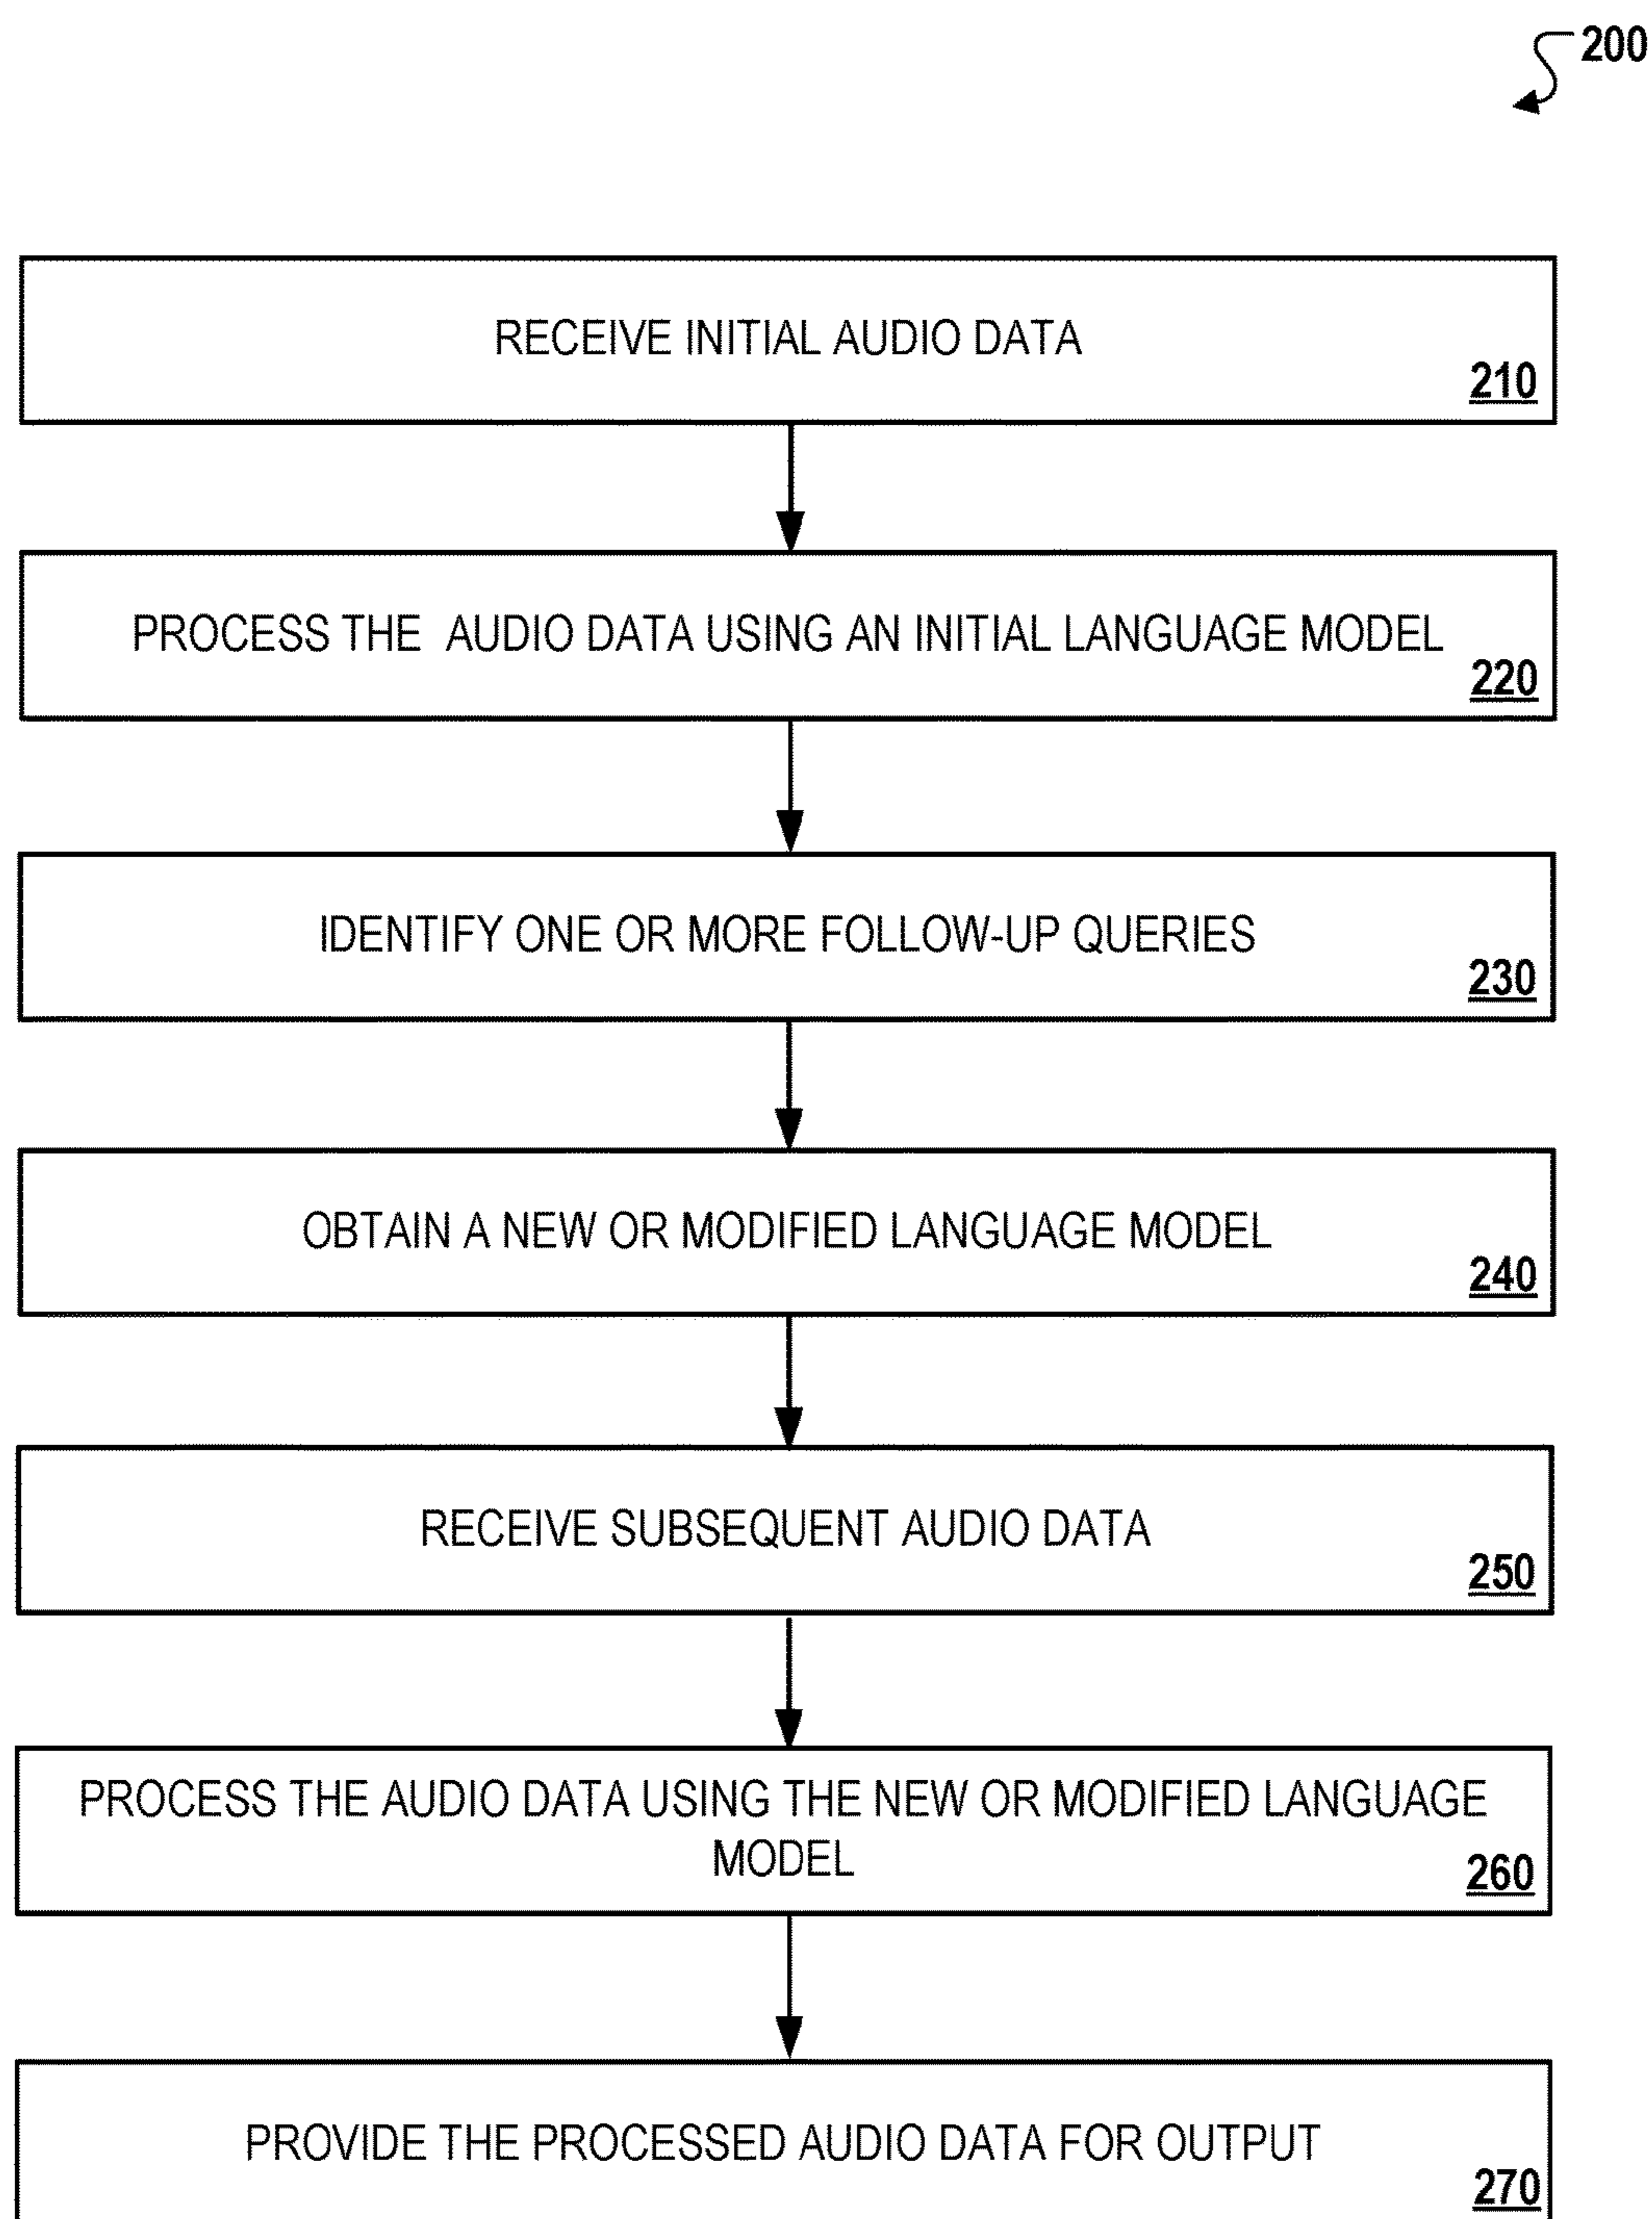 200
RECEIVE INITIAL AUDIO DATA
210
PROCESS THE AUDIO DATA USING AN INITIAL LANGUAGE MODEL
220
IDENTIFY ONE OR MORE FOLLOW-UP QUERIES
230
OBTAIN A NEW OR MODIFIED LANGUAGE MODEL
240
RECEIVE SUBSEQUENT AUDIO DATA
250
PROCESS THE AUDIO DATA USING THE NEW OR MODIFIED LANGUAGE
MODEL
260
PROVIDE THE PROCESSED AUDIO DATA FOR OUTPUT
270